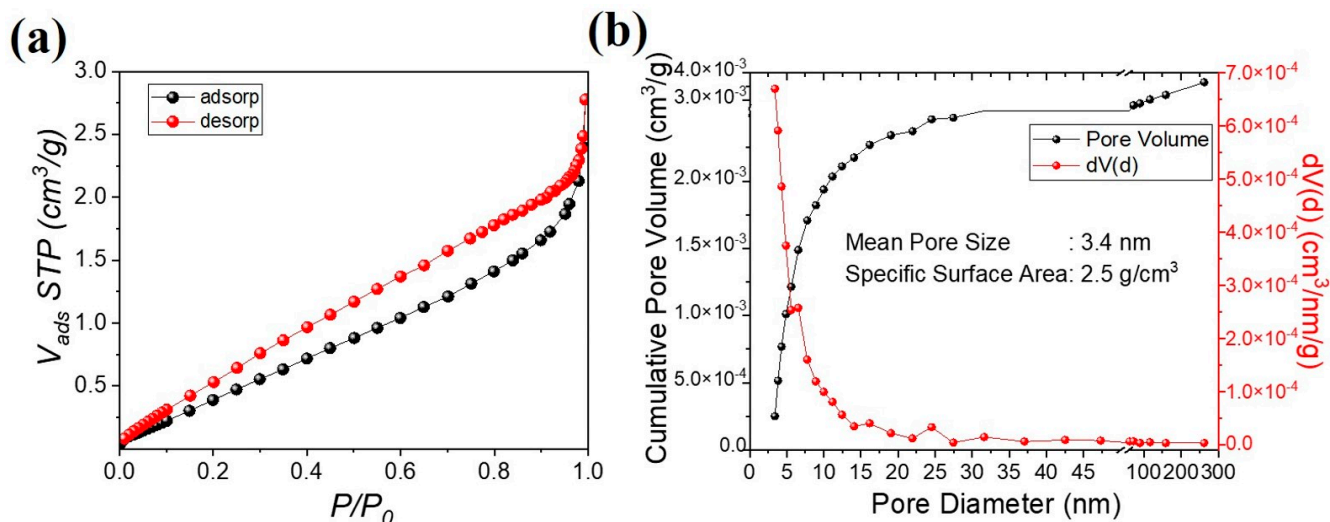 (a)
3.0
2.5
2.0
1.5
1.0
0.5
V_ads STP (cm³/g)
adsorp
desorp
0.0 0.2 0.4 0.6 0.8 1.0
P/P₀
(b)
4.0×10⁻³
3.0×10⁻³
2.0×10⁻³
1.5×10⁻³
1.0×10⁻³
5.0×10⁻⁴
0.0
Cumulative Pore Volume (cm³/g)
Pore Volume
dV(d)
Mean Pore Size : 3.4 nm
Specific Surface Area: 2.5 g/cm³
7.0×10⁻⁴
6.0×10⁻⁴
5.0×10⁻⁴
4.0×10⁻⁴
3.0×10⁻⁴
2.0×10⁻⁴
1.0×10⁻⁴
0.0
dV(d) (cm³/nm/g)
0 5 10 15 20 25 30 35 40 45 100 200 300
Pore Diameter (nm)